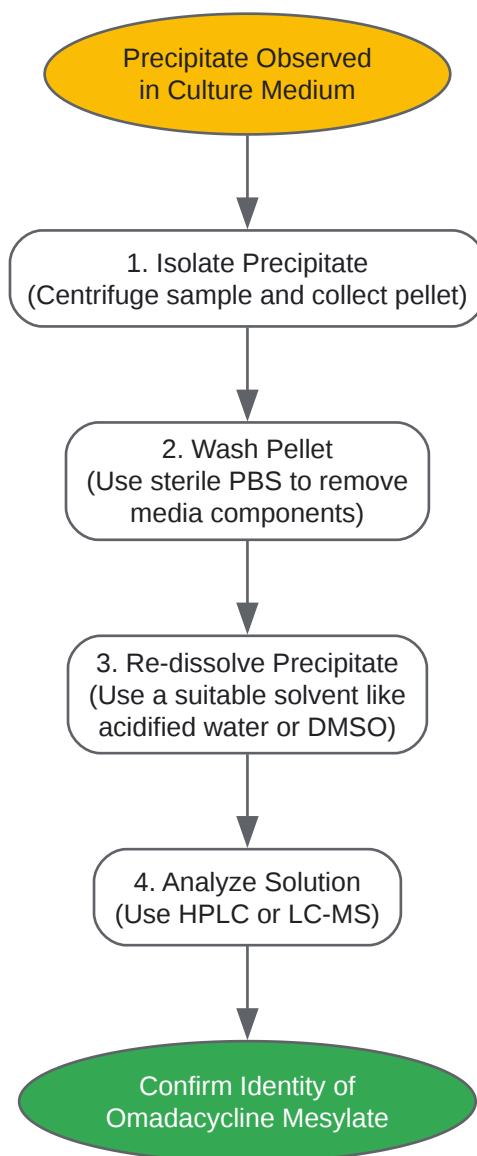 Precipitate Observed
in Culture Medium
1. Isolate Precipitate
(Centrifuge sample and collect pellet)
2. Wash Pellet
(Use sterile PBS to remove
media components)
3. Re-dissolve Precipitate
(Use a suitable solvent like
acidified water or DMSO)
4. Analyze Solution
(Use HPLC or LC-MS)
Confirm Identity of
Omadacycline Mesylate